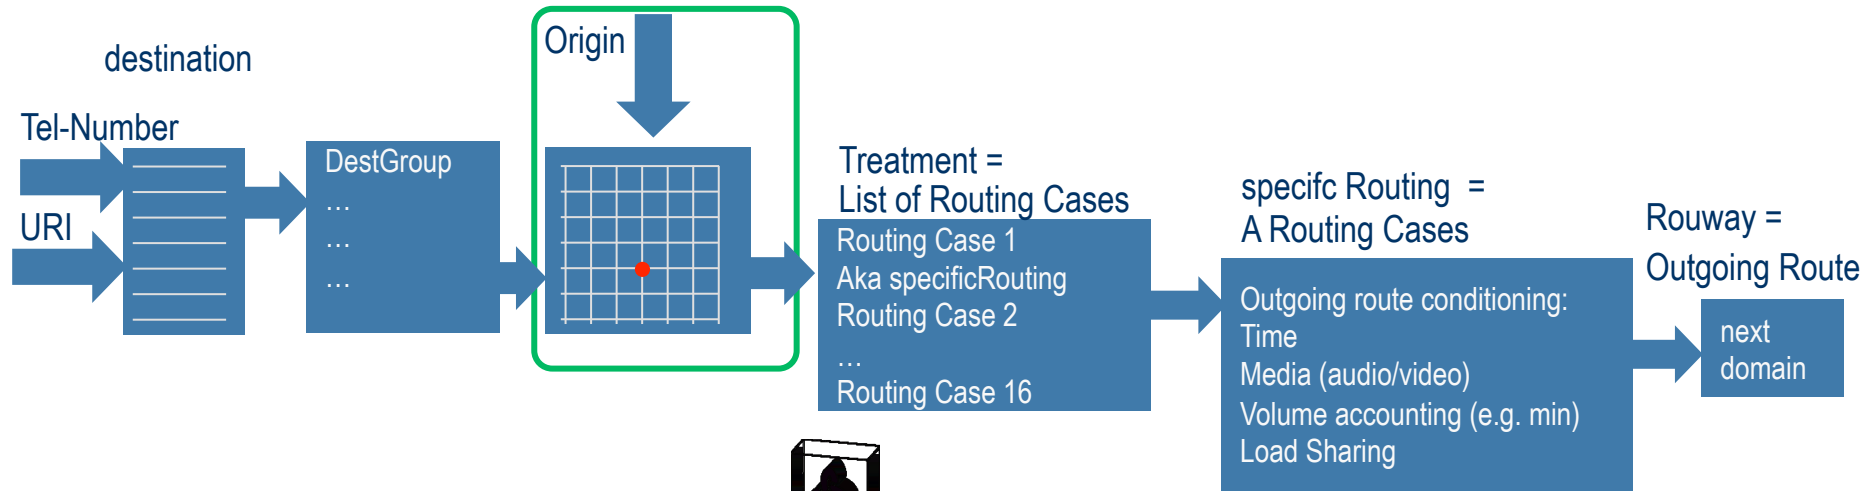 destination
Tel-Number
URI
DestGroup
…
…
…
Origin
Treatment =
List of Routing Cases
Routing Case 1
Aka specificRouting
Routing Case 2
…
Routing Case 16
specifc Routing =
A Routing Cases
Outgoing route conditioning:
Time
Media (audio/video)
Volume accounting (e.g. min)
Load Sharing
Rouway =
Outgoing Route
next
domain